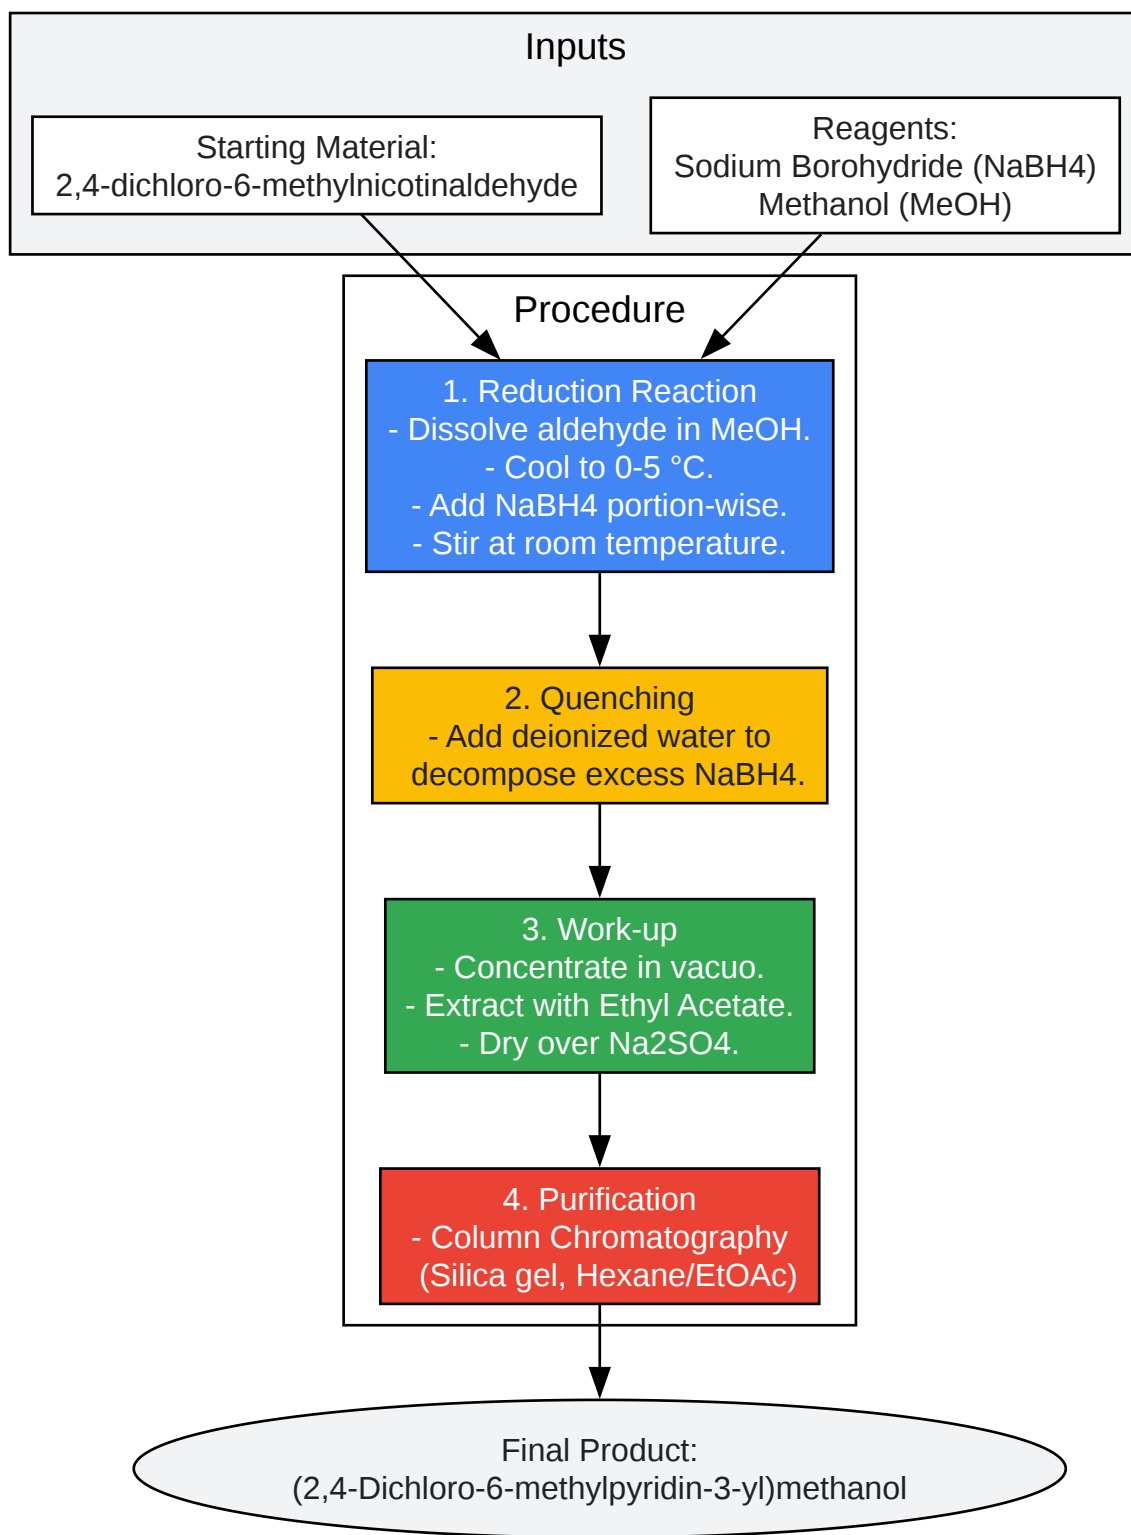 Inputs
Starting Material:
2,4-dichloro-6-methylnicotinaldehyde
Reagents:
Sodium Borohydride (NaBH4)
Methanol (MeOH)
Procedure
1. Reduction Reaction
- Dissolve aldehyde in MeOH.
- Cool to 0-5 °C.
- Add NaBH4 portion-wise.
- Stir at room temperature.
2. Quenching
- Add deionized water to
decompose excess NaBH4.
3. Work-up
- Concentrate in vacuo.
- Extract with Ethyl Acetate.
- Dry over Na2SO4.
4. Purification
- Column Chromatography
(Silica gel, Hexane/EtOAc)
Final Product:
(2,4-Dichloro-6-methylpyridin-3-yl)methanol